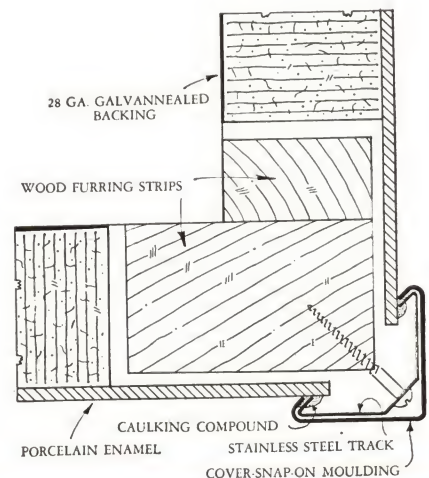 28 GA. GALVANNEALED
BACKING
WOOD FURRING STRIPS
CAULKING COMPOUND
PORCELAIN ENAMEL
STAINLESS STEEL TRACK
COVER-SNAP-ON MOULDING